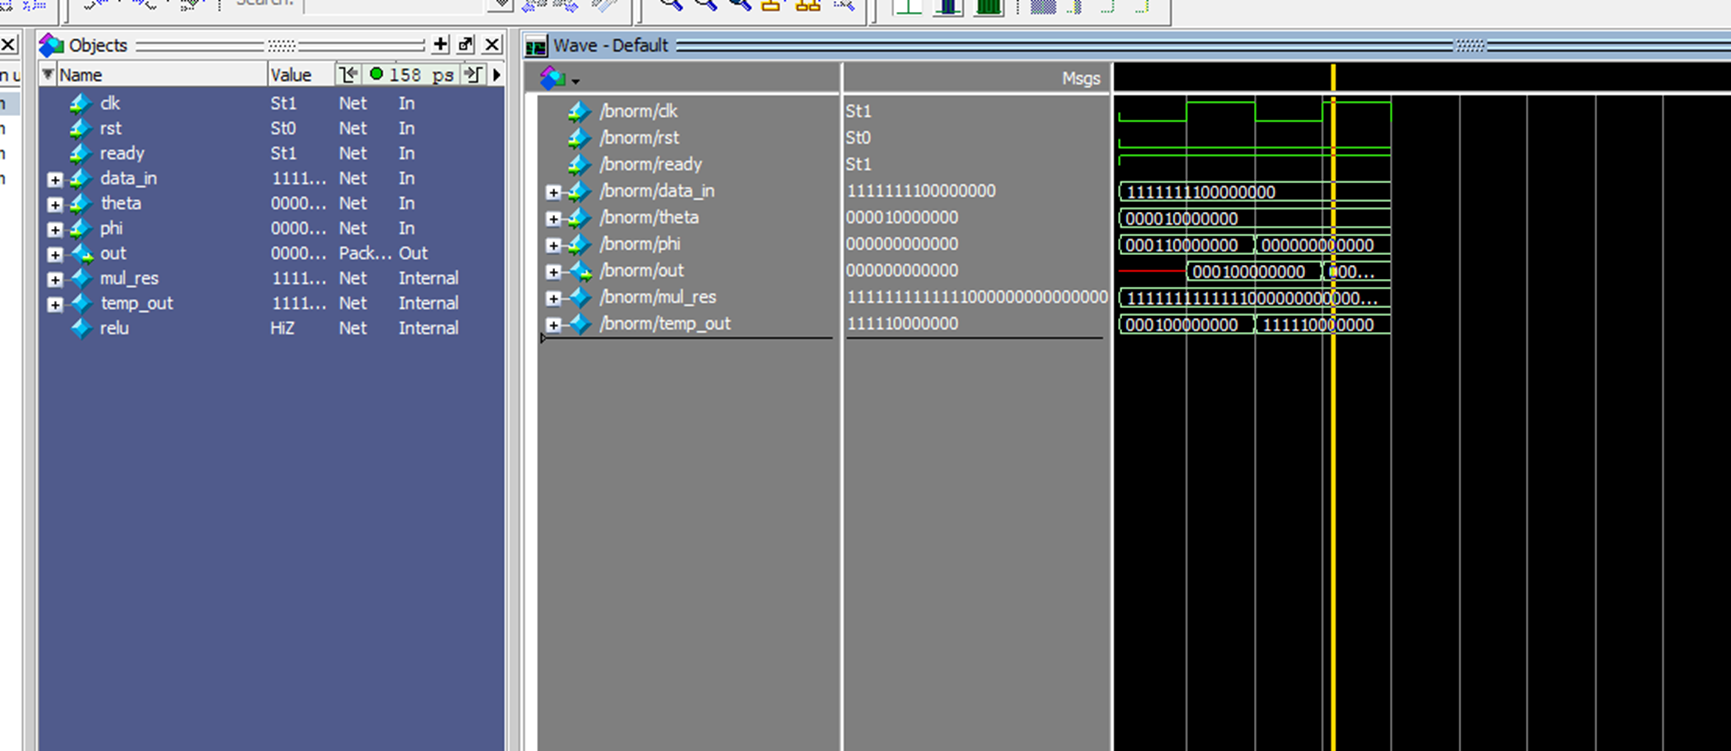 Search:
Objects
158 ps
Name Value
clk St1 Net In
rst St0 Net In
ready St1 Net In
data_in 1111... Net In
theta 0000... Net In
phi 0000... Net In
out 0000... Pack... Out
mul_res 1111... Net Internal
temp_out 1111... Net Internal
relu HiZ Net Internal
Wave - Default
Msgs
/bnorm/clk St1
/bnorm/rst St0
/bnorm/ready St1
/bnorm/data_in 1111111100000000 1111111100000000
/bnorm/theta 000010000000 000010000000
/bnorm/phi 000000000000 000110000000 000000000000
/bnorm/out 000000000000 000100000000 000...
/bnorm/mul_res 1111111111111000000000000000 1111111111111000000000000...
/bnorm/temp_out 111110000000 000100000000 111110000000